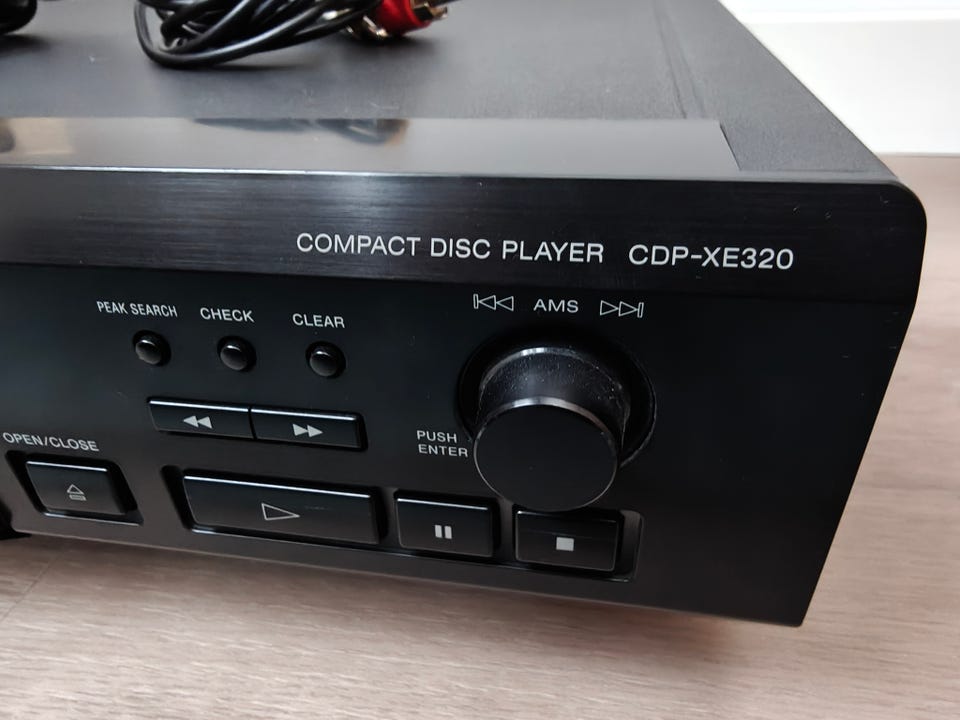 COMPACT DISC PLAYER CDP-XE320
PEAK SEARCH CHECK CLEAR
AMS
PUSH
ENTER
OPEN/CLOSE